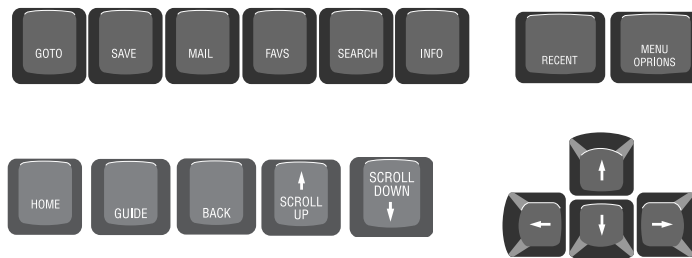 GOTO SAVE MAIL FAVS SEARCH INFO
RECENT
MENU
OPRIONS
HOME GUIDE BACK
SCROLL
UP
SCROLL
DOWN